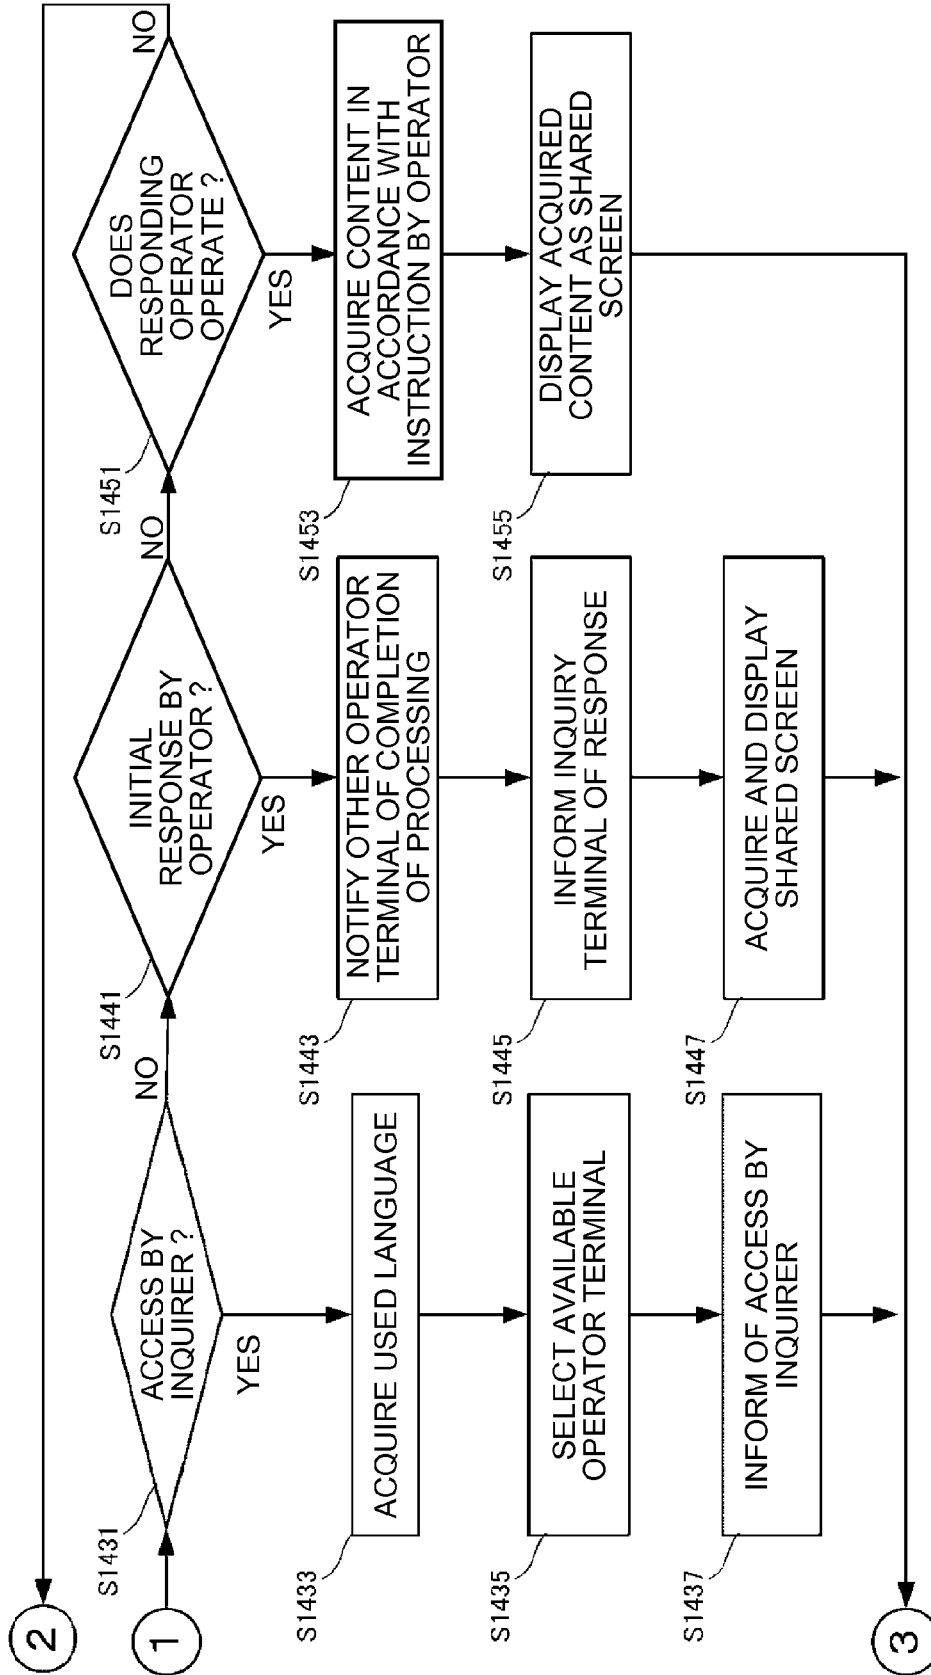 2
1
3
S1431
ACCESS BY
INQUIRER ?
NO
YES
S1433
ACQUIRE USED LANGUAGE
S1435
SELECT AVAILABLE
OPERATOR TERMINAL
S1437
INFORM OF ACCESS BY
INQUIRER
S1441
INITIAL
RESPONSE BY
OPERATOR ?
NO
YES
S1443
NOTIFY OTHER OPERATOR
TERMINAL OF COMPLETION
OF PROCESSING
S1445
INFORM INQUIRY
TERMINAL OF RESPONSE
S1447
ACQUIRE AND DISPLAY
SHARED SCREEN
S1451
DOES
RESPONDING
OPERATOR
OPERATE ?
NO
YES
S1453
ACQUIRE CONTENT IN
ACCORDANCE WITH
INSTRUCTION BY OPERATOR
S1455
DISPLAY ACQUIRED
CONTENT AS SHARED
SCREEN